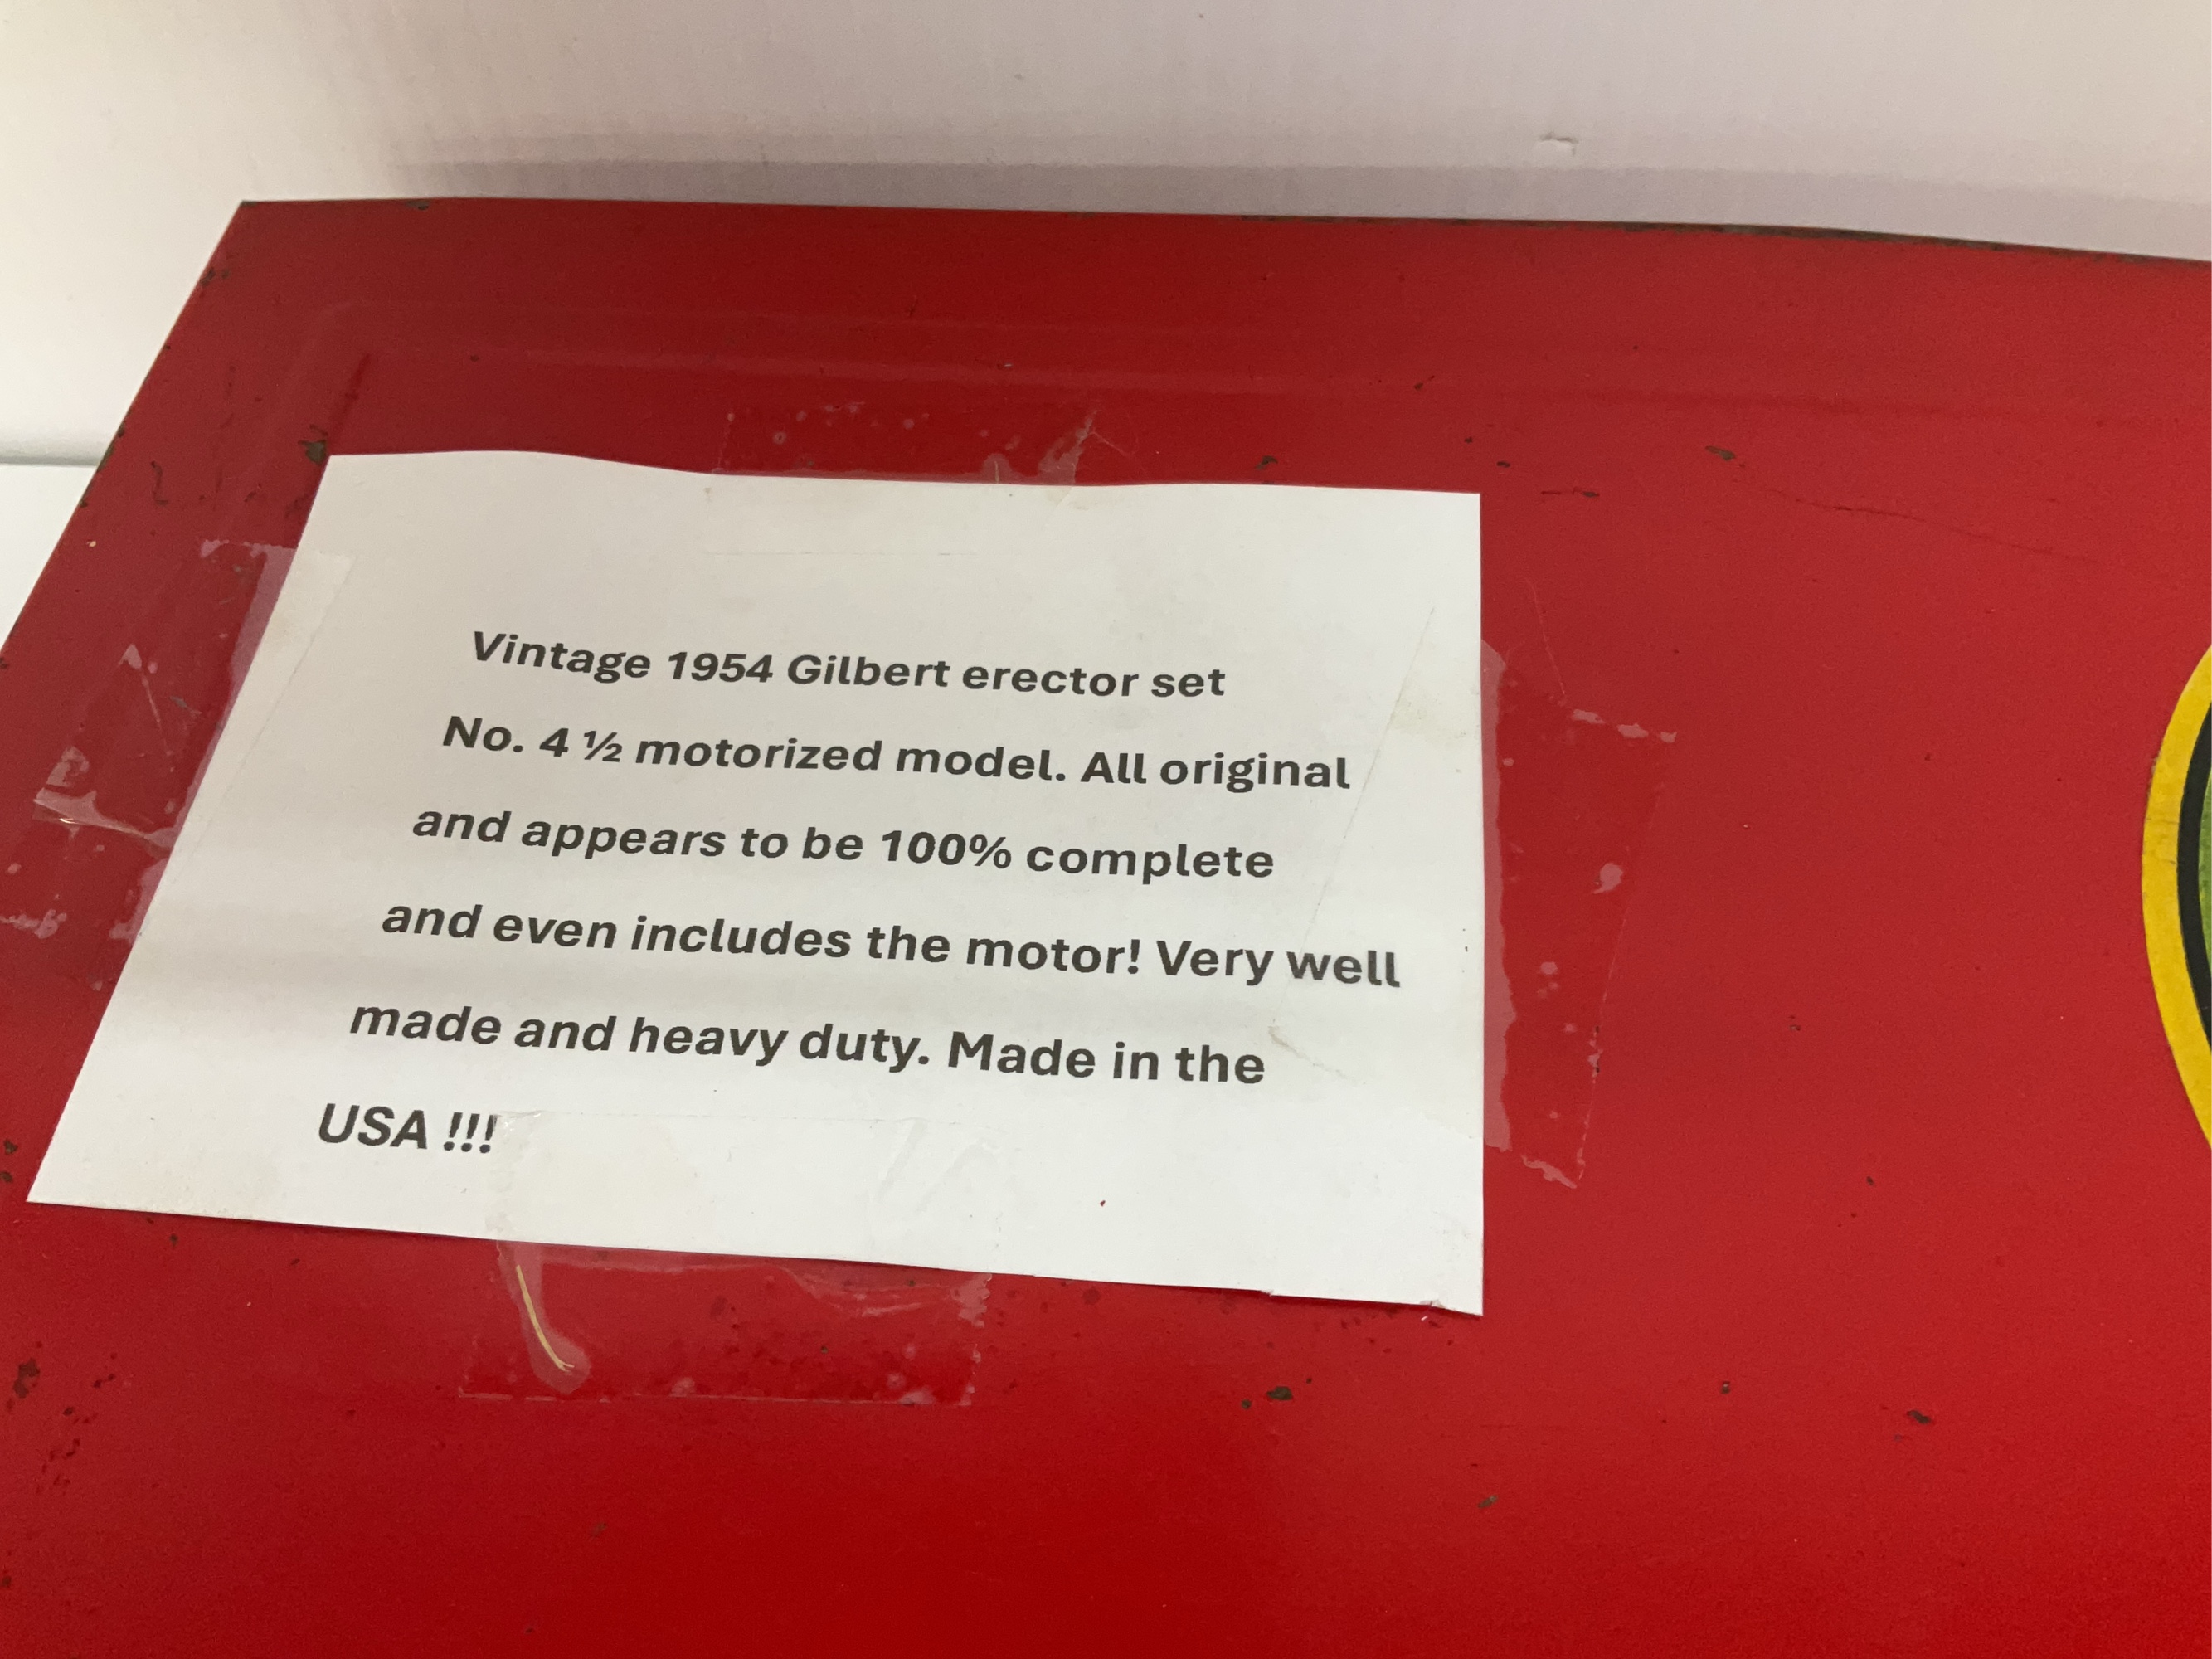 Vintage 1954 Gilbert erector set
No. 4 ½ motorized model. All original
and appears to be 100% complete
and even includes the motor! Very well
made and heavy duty. Made in the
USA !!!